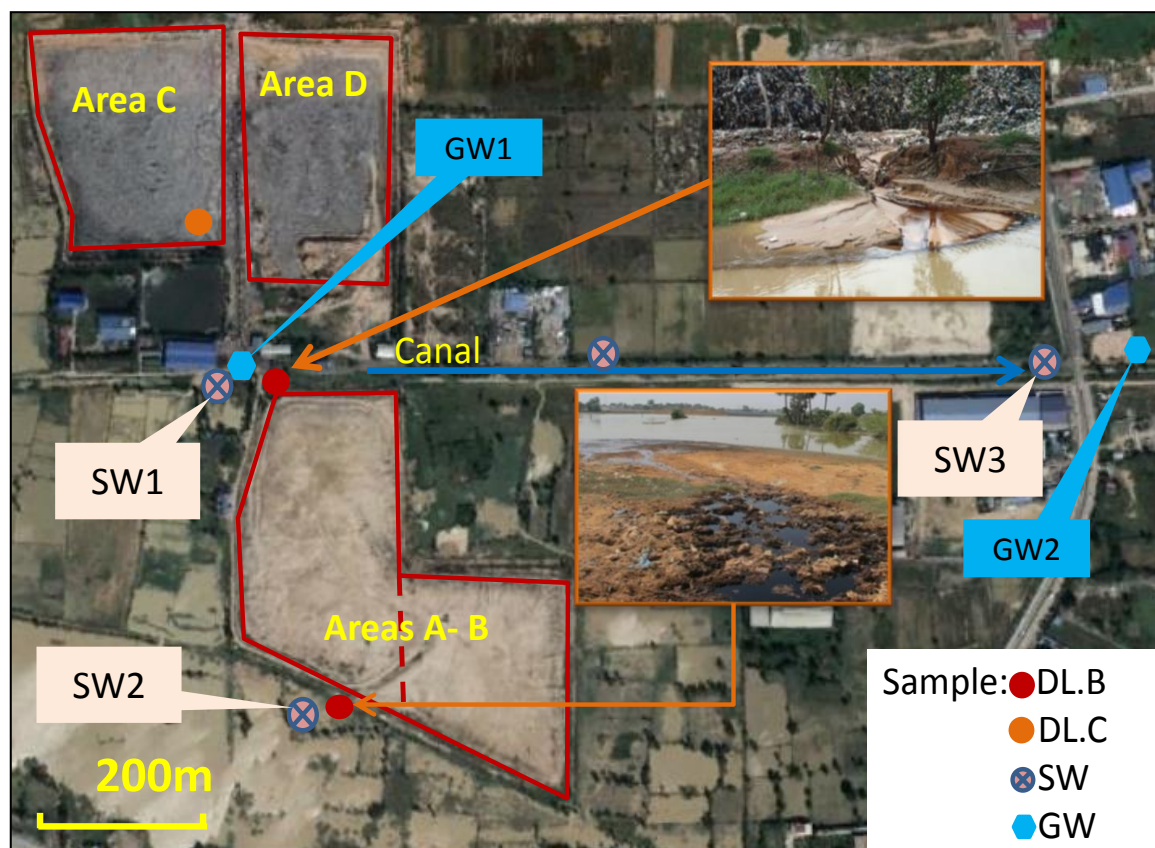 Area C
Area D
GW1
Canal
SW1
SW3
GW2
Areas A- B
SW2
200m
Sample: DL.B
DL.C
SW
GW